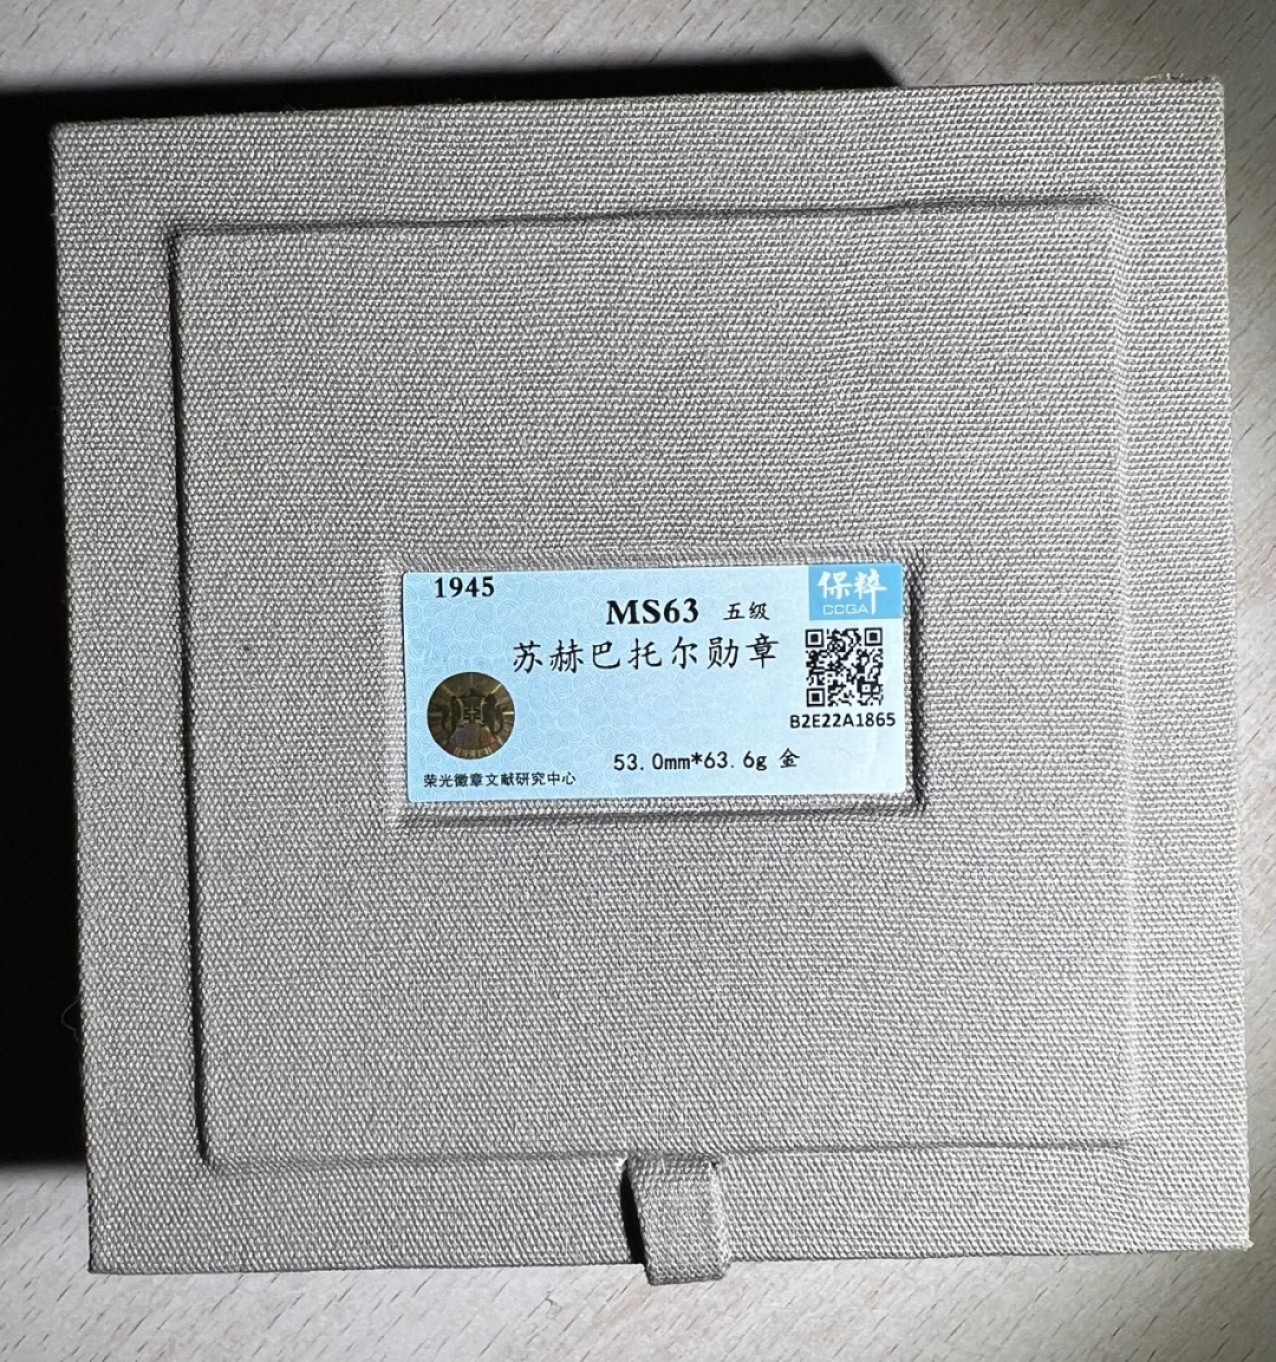 1945
保粹
CCGA
MS63 五级
苏赫巴托尔勋章
B2E22A1865
53.0mm*63.6g 金
荣光徽章文献研究中心